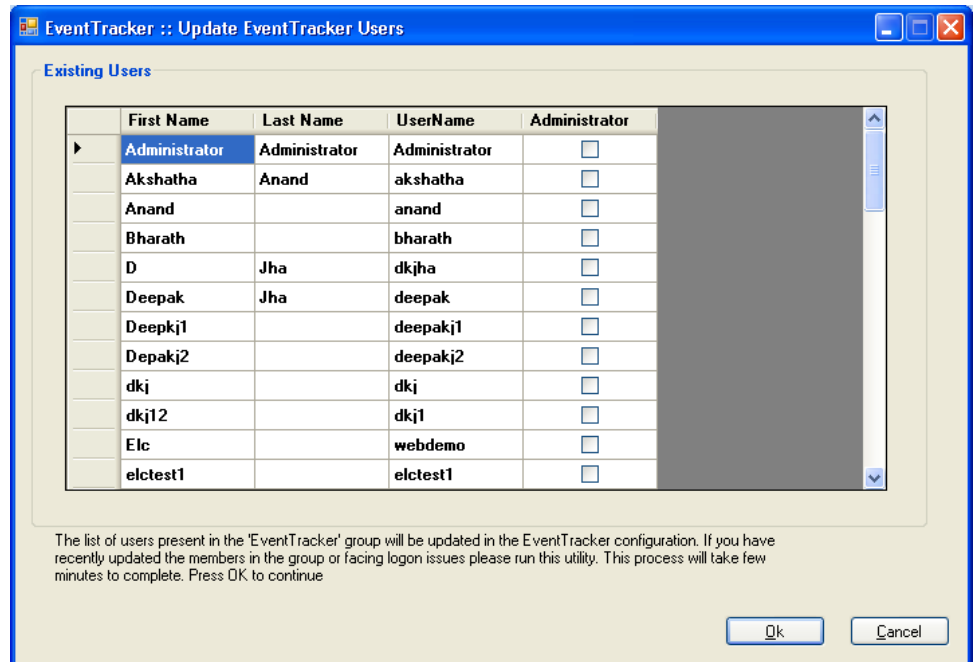 EventTracker :: Update EventTracker Users
Existing Users
First Name Last Name UserName Administrator
Administrator Administrator Administrator
Akshatha Anand akshatha
Anand anand
Bharath bharath
D Jha dkjha
Deepak Jha deepak
Deepkj1 deepakj1
Depakj2 deepakj2
dkj dkj
dkj12 dkj1
Elc webdemo
elctest1 elctest1
The list of users present in the 'EventTracker' group will be updated in the EventTracker configuration. If you have
recently updated the members in the group or facing logon issues please run this utility. This process will take few
minutes to complete. Press OK to continue
Ok Cancel